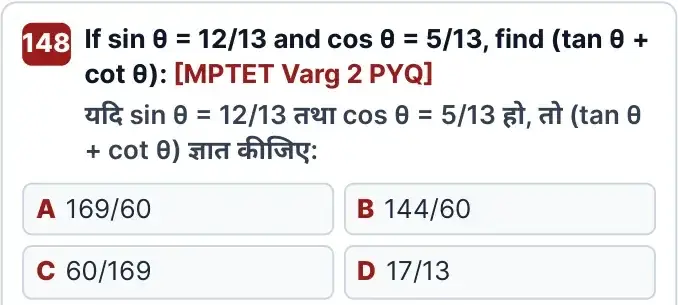 148 If sin θ = 12/13 and cos θ = 5/13, find (tan θ +
cot θ): [MPTET Varg 2 PYQ]
यदि sin θ = 12/13 तथा cos θ = 5/13 हो, तो (tan θ
+ cot θ) ज्ञात कीजिए:
A 169/60
B 144/60
C 60/169
D 17/13